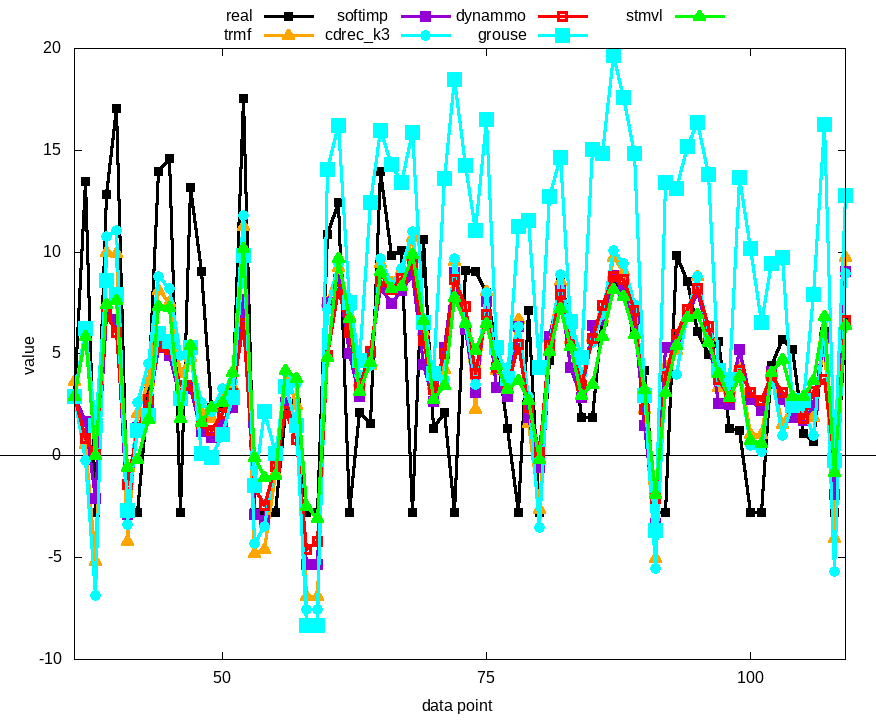 real softimp dynammo stmvl
trmf cdrec_k3 grouse
20
15
10
5
0
-5
-10
value
50 75 100
data point